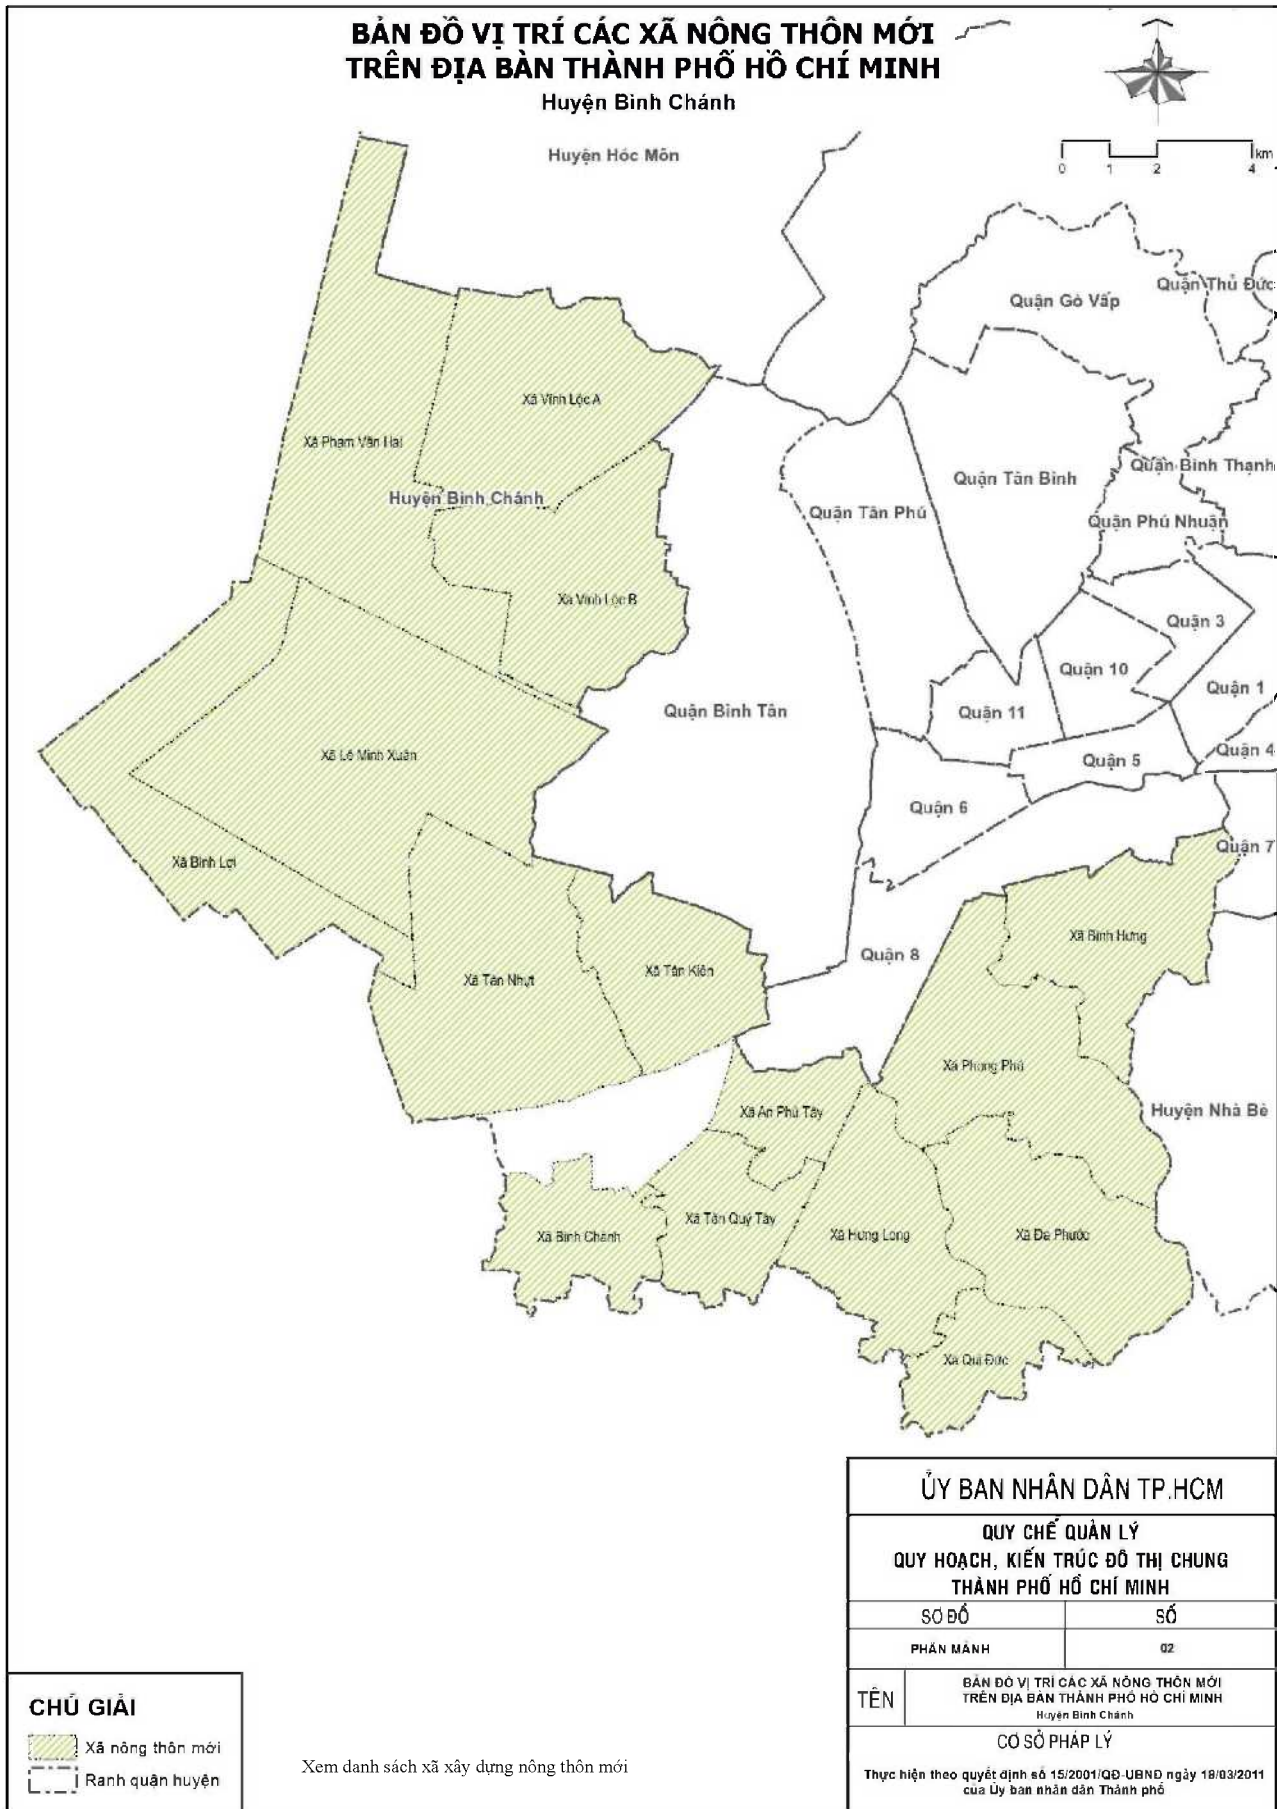 BẢN ĐỒ VỊ TRÍ CÁC XÃ NÔNG THÔN MỚI
TRÊN ĐỊA BÀN THÀNH PHỐ HỒ CHÍ MINH
Huyện Bình Chánh
Huyện Hóc Môn
km
0 1 2 4
Quận Thủ Đức
Quận Gò Vấp
Xã Vĩnh Lộc A
Xã Phạm Văn Hai
Quận Bình Thạnh
Quận Tân Bình
Huyện Bình Chánh
Quận Tân Phú
Quận Phú Nhuận
Xã Vĩnh Lộc B
Quận 3
Quận 10
Quận 1
Quận Bình Tân
Quận 11
Quận 4
Xã Lê Minh Xuân
Quận 5
Quận 6
Quận 7
Xã Bình Lợi
Xã Bình Hưng
Quận 8
Xã Tân Kiên
Xã Tân Nhựt
Xã Phong Phú
Xã An Phú Tây
Huyện Nhà Bè
Xã Tân Quý Tây
Xã Bình Chánh
Xã Hưng Long
Xã Đa Phước
Xã Qui Đức
ỦY BAN NHÂN DÂN TP.HCM
QUY CHẾ QUẢN LÝ
QUY HOẠCH, KIẾN TRÚC ĐÔ THỊ CHUNG
THÀNH PHỐ HỒ CHÍ MINH
SƠ ĐỒ SỐ
PHÂN MẢNH 02
TÊN
BẢN ĐỒ VỊ TRÍ CÁC XÃ NÔNG THÔN MỚI
TRÊN ĐỊA BÀN THÀNH PHỐ HỒ CHÍ MINH
Huyện Bình Chánh
CƠ SỞ PHÁP LÝ
Thực hiện theo quyết định số 15/2001/QĐ-UBND ngày 18/03/2011
của Ủy ban nhân dân Thành phố
CHÚ GIẢI
Xã nông thôn mới
Ranh quận huyện
Xem danh sách xã xây dựng nông thôn mới